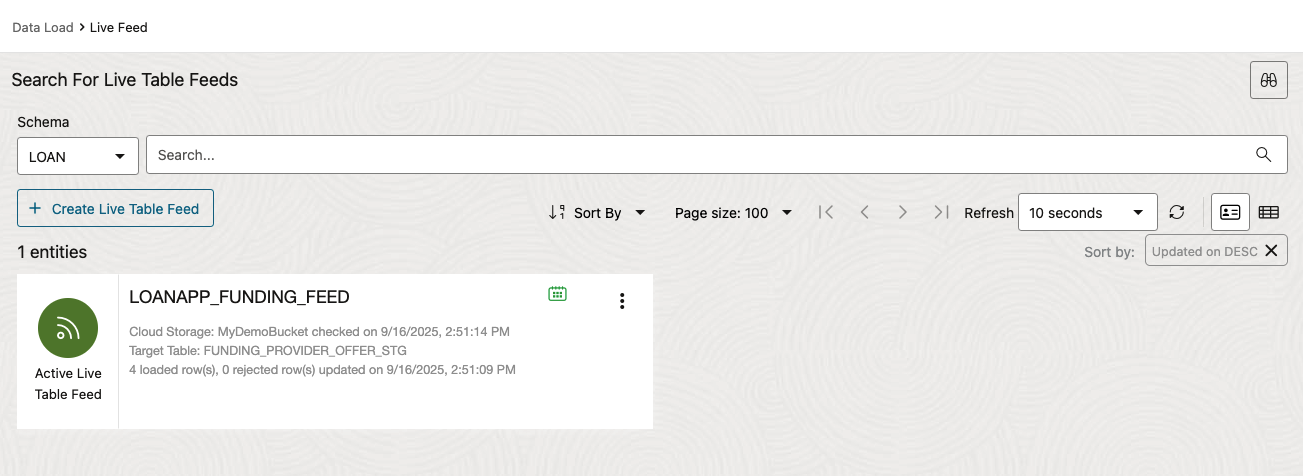 Data Load > Live Feed
Search For Live Table Feeds
Schema
LOAN
Search...
+ Create Live Table Feed
Sort By
Page size: 100
Refresh
10 seconds
1 entities
Sort by:
Updated on DESC
LOANAPP_FUNDING_FEED
Cloud Storage: MyDemoBucket checked on 9/16/2025, 2:51:14 PM
Target Table: FUNDING_PROVIDER_OFFER_STG
4 loaded row(s), 0 rejected row(s) updated on 9/16/2025, 2:51:09 PM
Active Live
Table Feed